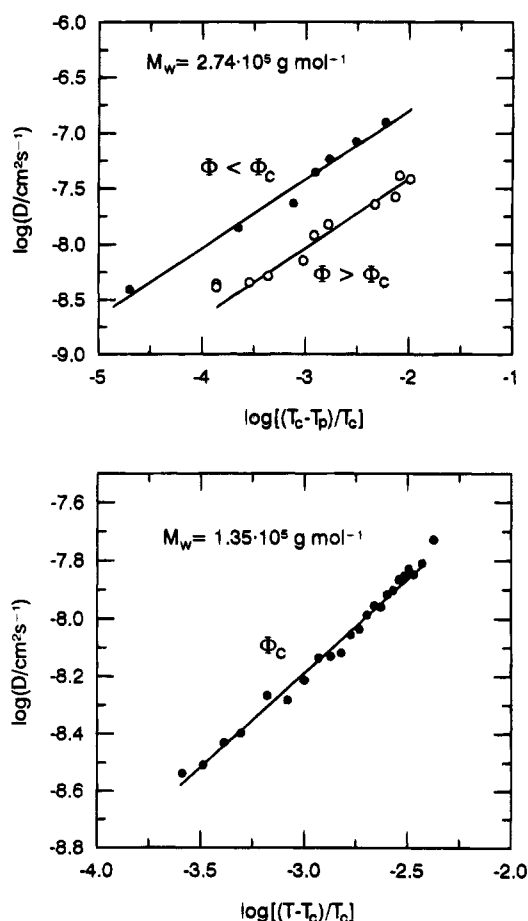 -6.0
M_w= 2.74·10⁵ g mol⁻¹
-6.5
-7.0
Φ < Φ_c
-7.5
log(D/cm²s⁻¹)
-8.0
Φ > Φ_c
-8.5
-9.0
-5 -4 -3 -2 -1
log[(T_c-T_p)/T_c]
-7.6
M_w= 1.35·10⁵ g mol⁻¹
-7.8
-8.0
Φ_c
-8.2
log(D/cm²s⁻¹)
-8.4
-8.6
-8.8
-4.0 -3.5 -3.0 -2.5 -2.0
log[(T-T_c)/T_c]